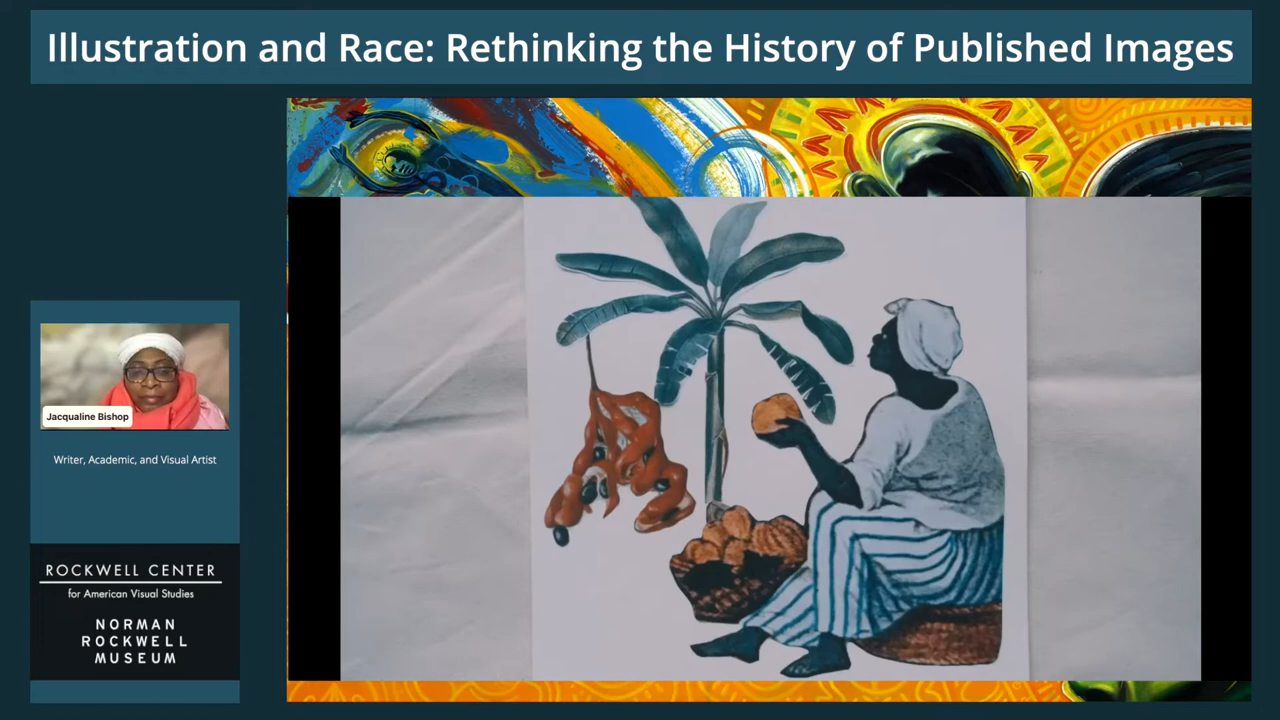 Illustration and Race: Rethinking the History of Published Images
Jacqualine Bishop
Writer, Academic, and Visual Artist
ROCKWELL CENTER
for American Visual Studies
NORMAN
ROCKWELL
MUSEUM